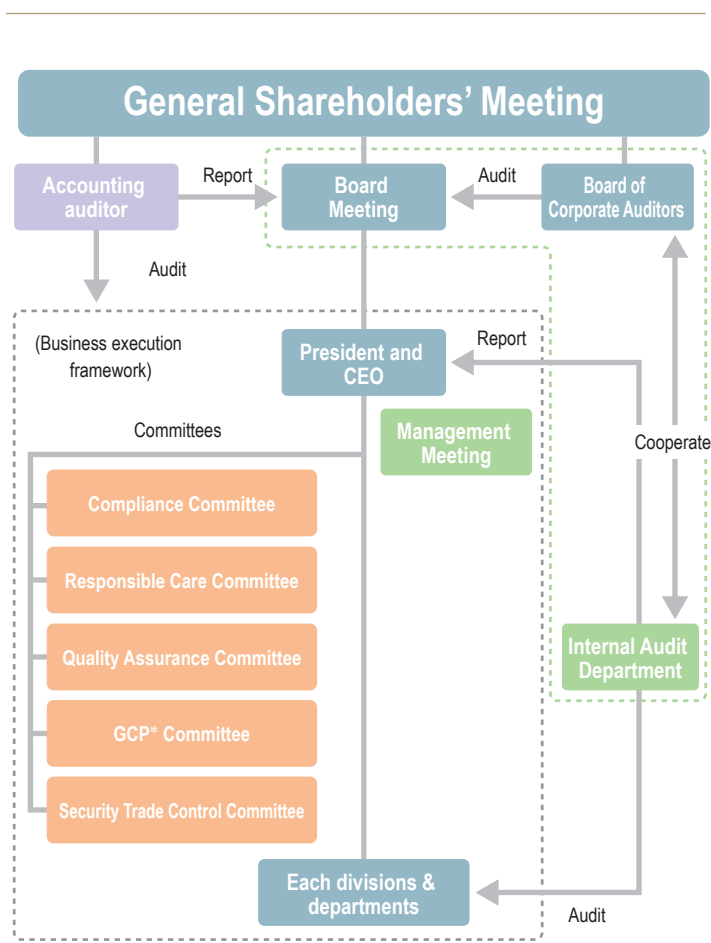 General Shareholders’ Meeting
Accounting
auditor
Report
Board
Meeting
Audit
Board of
Corporate Auditors
Audit
(Business execution
framework)
President and
CEO
Report
Management
Meeting
Cooperate
Committees
Compliance Committee
Responsible Care Committee
Quality Assurance Committee
GCP* Committee
Security Trade Control Committee
Internal Audit
Department
Each divisions &
departments
Audit